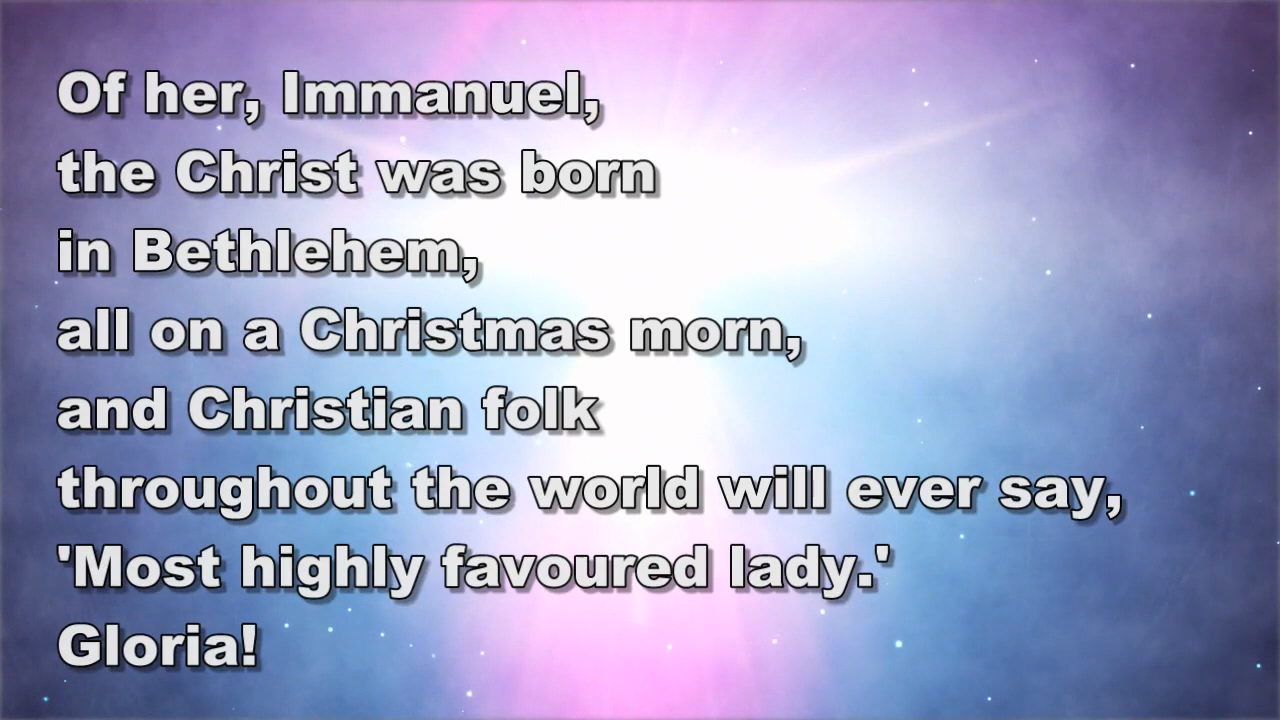 Of her, Immanuel,
the Christ was born
in Bethlehem,
all on a Christmas morn,
and Christian folk
throughout the world will ever say,
'Most highly favoured lady.'
Gloria!